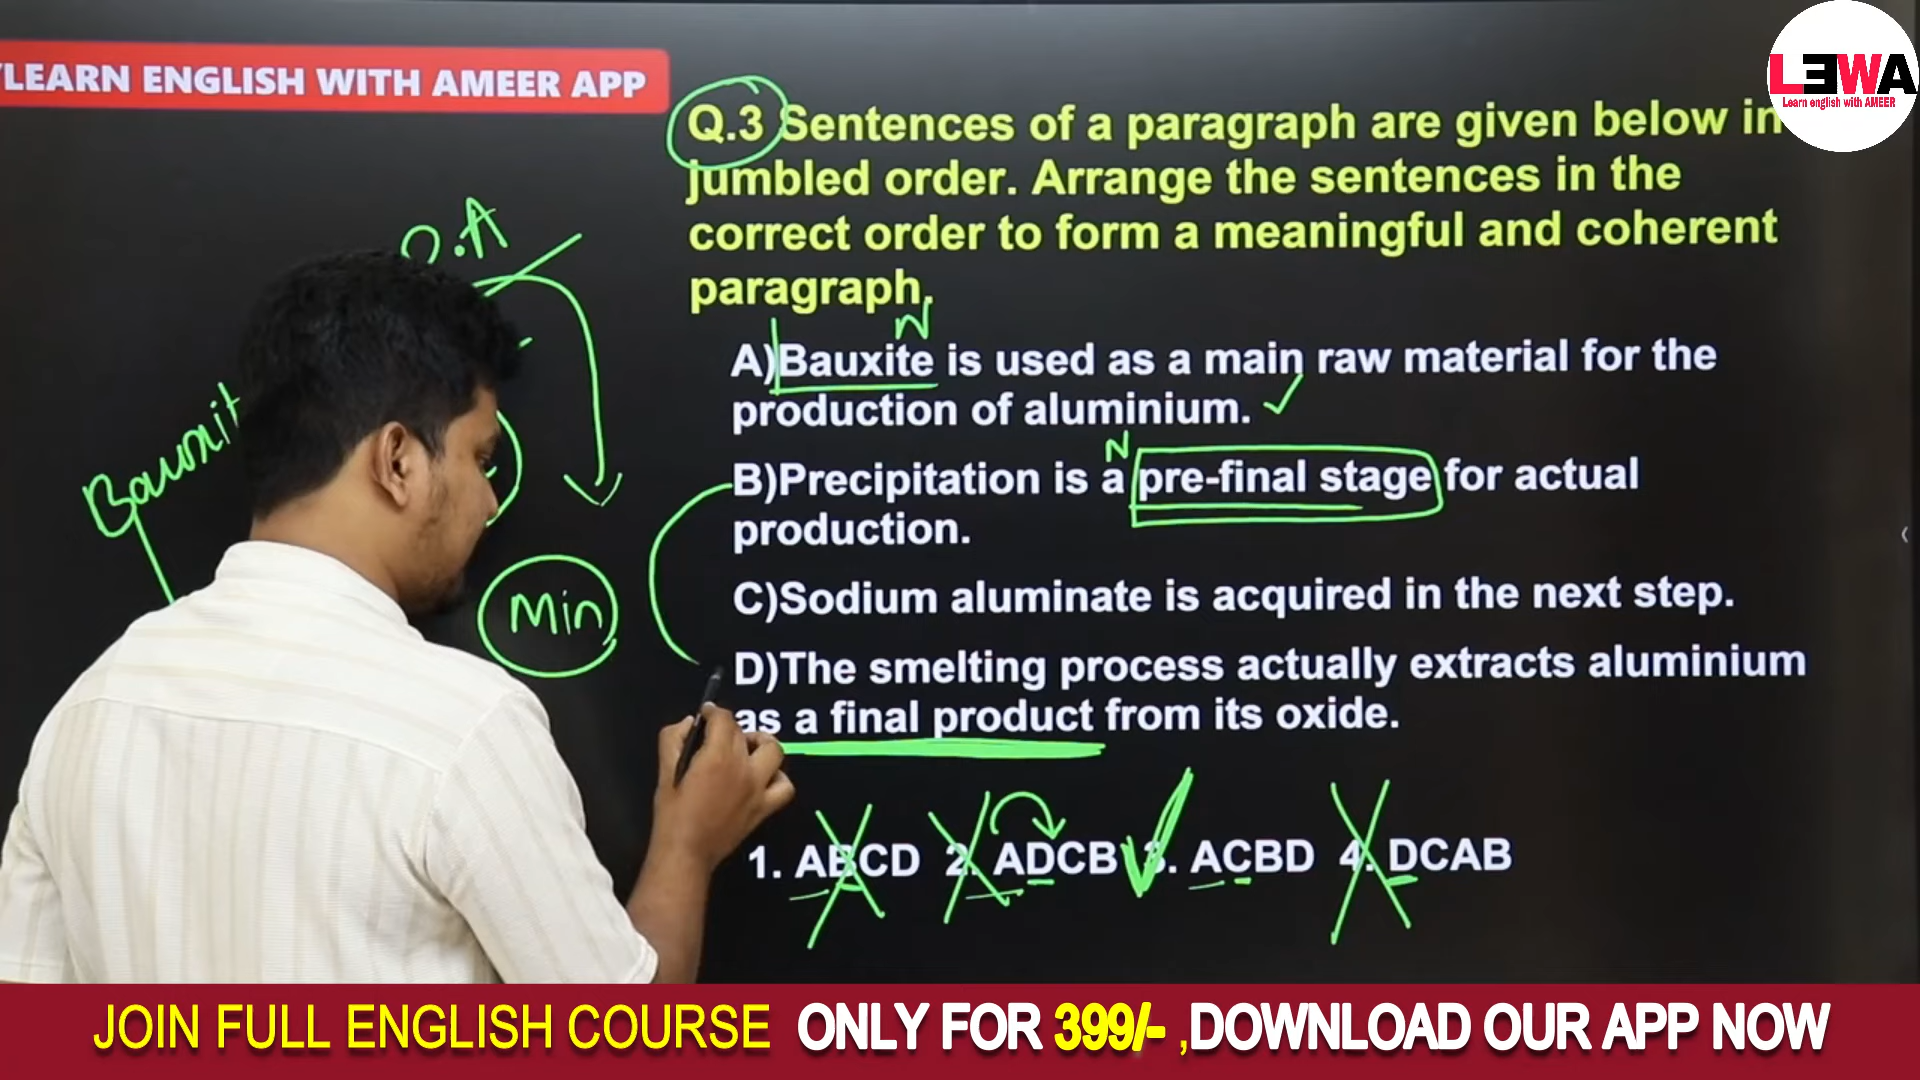 LEARN ENGLISH WITH AMEER APP
LEWA
Learn english with AMEER
Q.3 Sentences of a paragraph are given below in
jumbled order. Arrange the sentences in the
correct order to form a meaningful and coherent
paragraph.
N
A)Bauxite is used as a main raw material for the
production of aluminium.
N
B)Precipitation is a pre-final stage for actual
production.
C)Sodium aluminate is acquired in the next step.
D)The smelting process actually extracts aluminium
as a final product from its oxide.
1. ABCD 2. ADCB 3. ACBD 4. DCAB
Bauxit
Min
JOIN FULL ENGLISH COURSE ONLY FOR 399/- ,DOWNLOAD OUR APP NOW